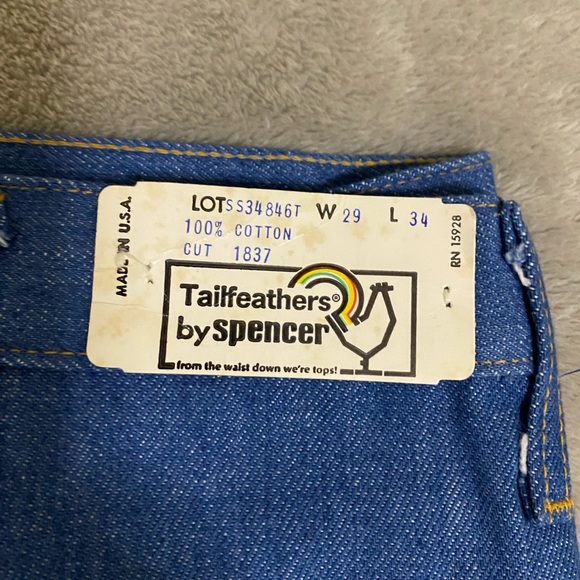 LOT SS34846T W 29 L 34
100% COTTON
CUT 1837
MADE IN U.S.A.
RN 15928
Tailfeathers®
by spencer
from the waist down we're tops!